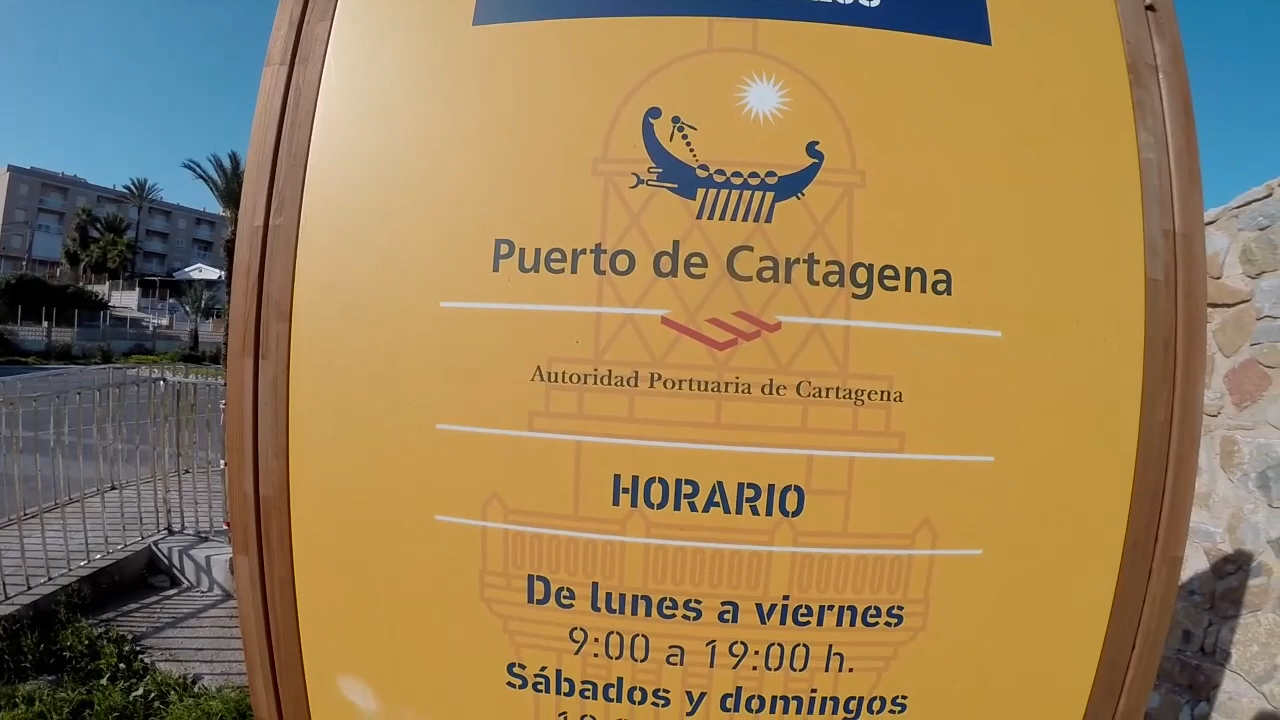 Puerto de Cartagena
Autoridad Portuaria de Cartagena
HORARIO
De lunes a viernes
9:00 a 19:00 h.
Sábados y domingos